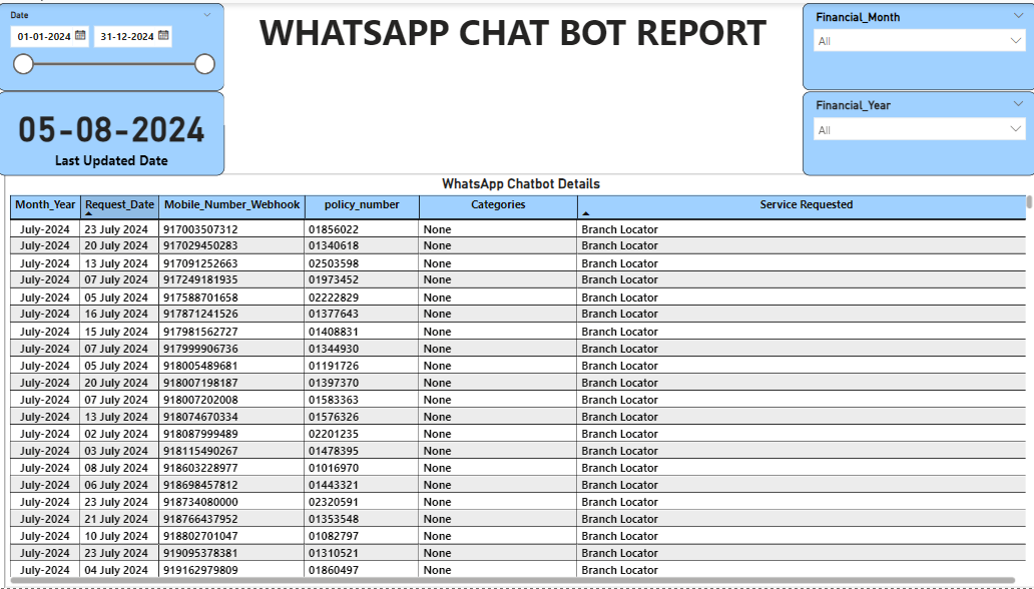 Date
01-01-2024 31-12-2024
WHATSAPP CHAT BOT REPORT
Financial_Month
All
05-08-2024
Last Updated Date
Financial_Year
All
WhatsApp Chatbot Details
Month_Year Request_Date Mobile_Number_Webhook policy_number Categories Service Requested
July-2024 23 July 2024 917003507312 01856022 None Branch Locator
July-2024 20 July 2024 917029450283 01340618 None Branch Locator
July-2024 13 July 2024 917091252663 02503598 None Branch Locator
July-2024 07 July 2024 917249181935 01973452 None Branch Locator
July-2024 05 July 2024 917588701658 02222829 None Branch Locator
July-2024 16 July 2024 917871241526 01377643 None Branch Locator
July-2024 15 July 2024 917981562727 01408831 None Branch Locator
July-2024 07 July 2024 917999906736 01344930 None Branch Locator
July-2024 05 July 2024 918005489681 01191726 None Branch Locator
July-2024 20 July 2024 918007198187 01397370 None Branch Locator
July-2024 07 July 2024 918007202008 01583363 None Branch Locator
July-2024 13 July 2024 918074670334 01576326 None Branch Locator
July-2024 02 July 2024 918087999489 02201235 None Branch Locator
July-2024 03 July 2024 918115490267 01478395 None Branch Locator
July-2024 08 July 2024 918603228977 01016970 None Branch Locator
July-2024 06 July 2024 918698457812 01443321 None Branch Locator
July-2024 23 July 2024 918734080000 02320591 None Branch Locator
July-2024 21 July 2024 918766437952 01353548 None Branch Locator
July-2024 10 July 2024 918802701047 01082797 None Branch Locator
July-2024 23 July 2024 919095378381 01310521 None Branch Locator
July-2024 04 July 2024 919162979809 01860497 None Branch Locator